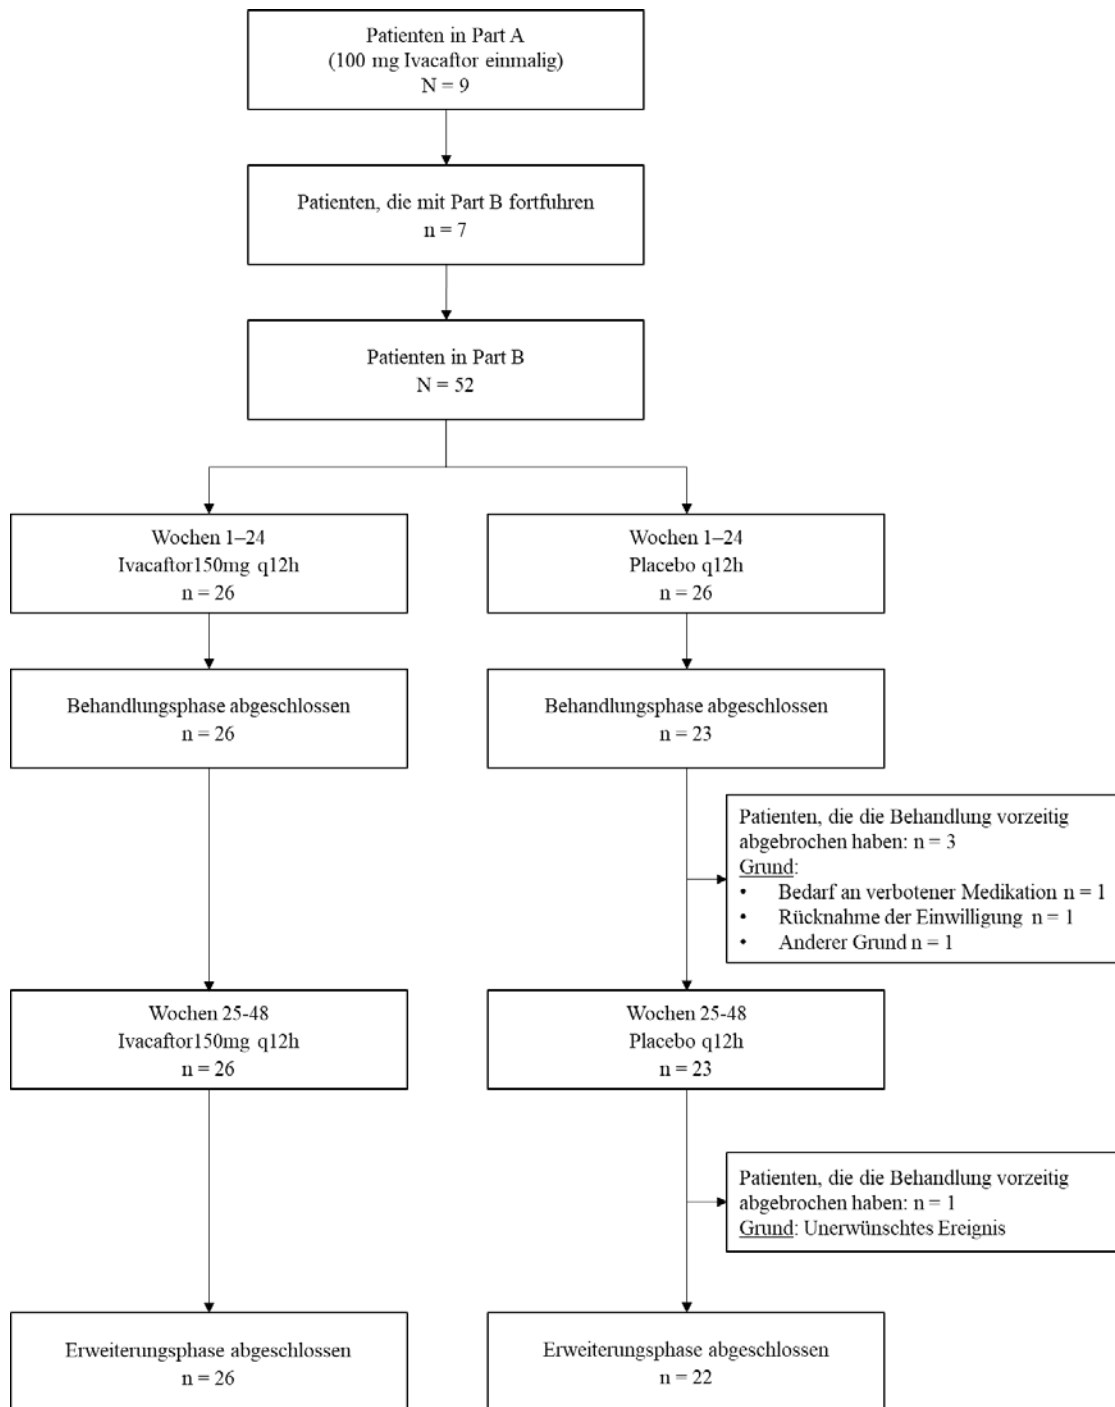 Patienten in Part A
(100 mg Ivacaftor einmalig)
N = 9
Patienten, die mit Part B fortfuhren
n = 7
Patienten in Part B
N = 52
Wochen 1–24
Ivacaftor150mg q12h
n = 26
Wochen 1–24
Placebo q12h
n = 26
Behandlungsphase abgeschlossen
n = 26
Behandlungsphase abgeschlossen
n = 23
Patienten, die die Behandlung vorzeitig
abgebrochen haben: n = 3
Grund:
• Bedarf an verbotener Medikation n = 1
• Rücknahme der Einwilligung n = 1
• Anderer Grund n = 1
Wochen 25-48
Ivacaftor150mg q12h
n = 26
Wochen 25-48
Placebo q12h
n = 23
Patienten, die die Behandlung vorzeitig
abgebrochen haben: n = 1
Grund: Unerwünschtes Ereignis
Erweiterungsphase abgeschlossen
n = 26
Erweiterungsphase abgeschlossen
n = 22